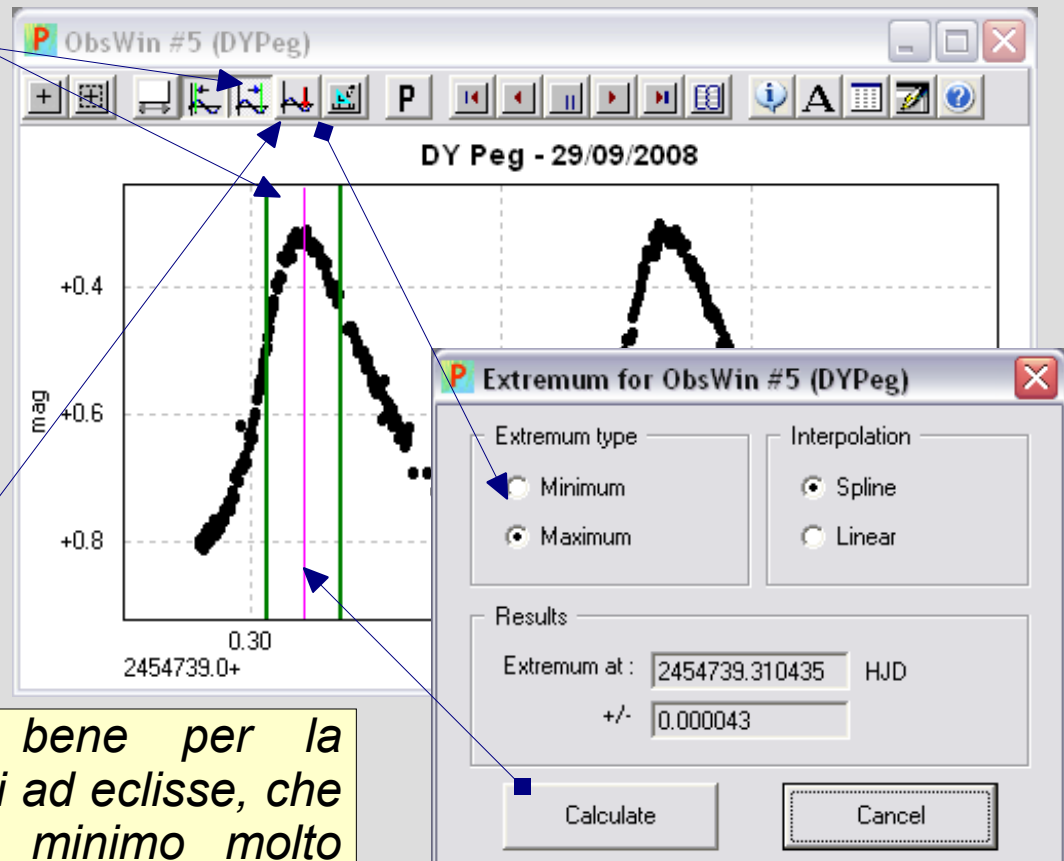 ObsWin #5 (DYPeg)
P
A
DY Peg - 29/09/2008
mag
+0.4
+0.6
+0.8
0.30
2454739.0+
Extremum for ObsWin #5 (DYPeg)
Extremum type
Minimum
Maximum
Interpolation
Spline
Linear
Results
Extremum at : 2454739.310435 HJD
+/- 0.000043
Calculate Cancel
bene per la
i ad eclisse, che
minimo molto